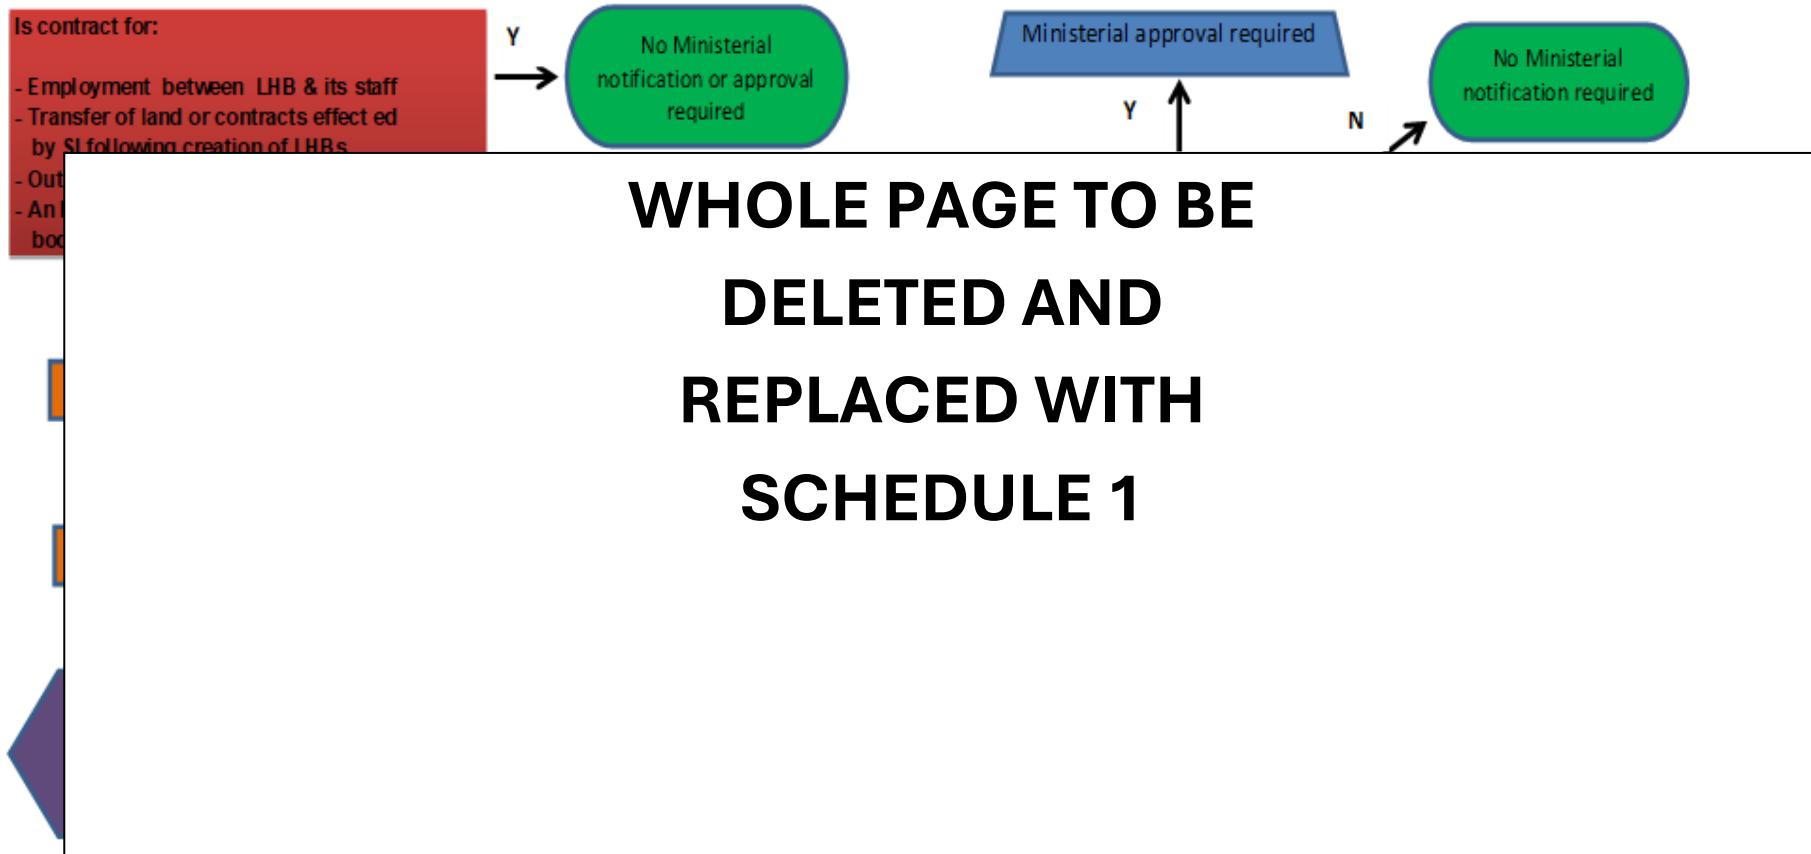 Is contract for:
- Employment between LHB & its staff
- Transfer of land or contracts effect ed
by SI following creation of LHBs
- Out
- An
Y
No Ministerial
notification or approval
required
Ministerial approval required
Y
N
No Ministerial
notification required
WHOLE PAGE TO BE
DELETED AND
REPLACED WITH
SCHEDULE 1